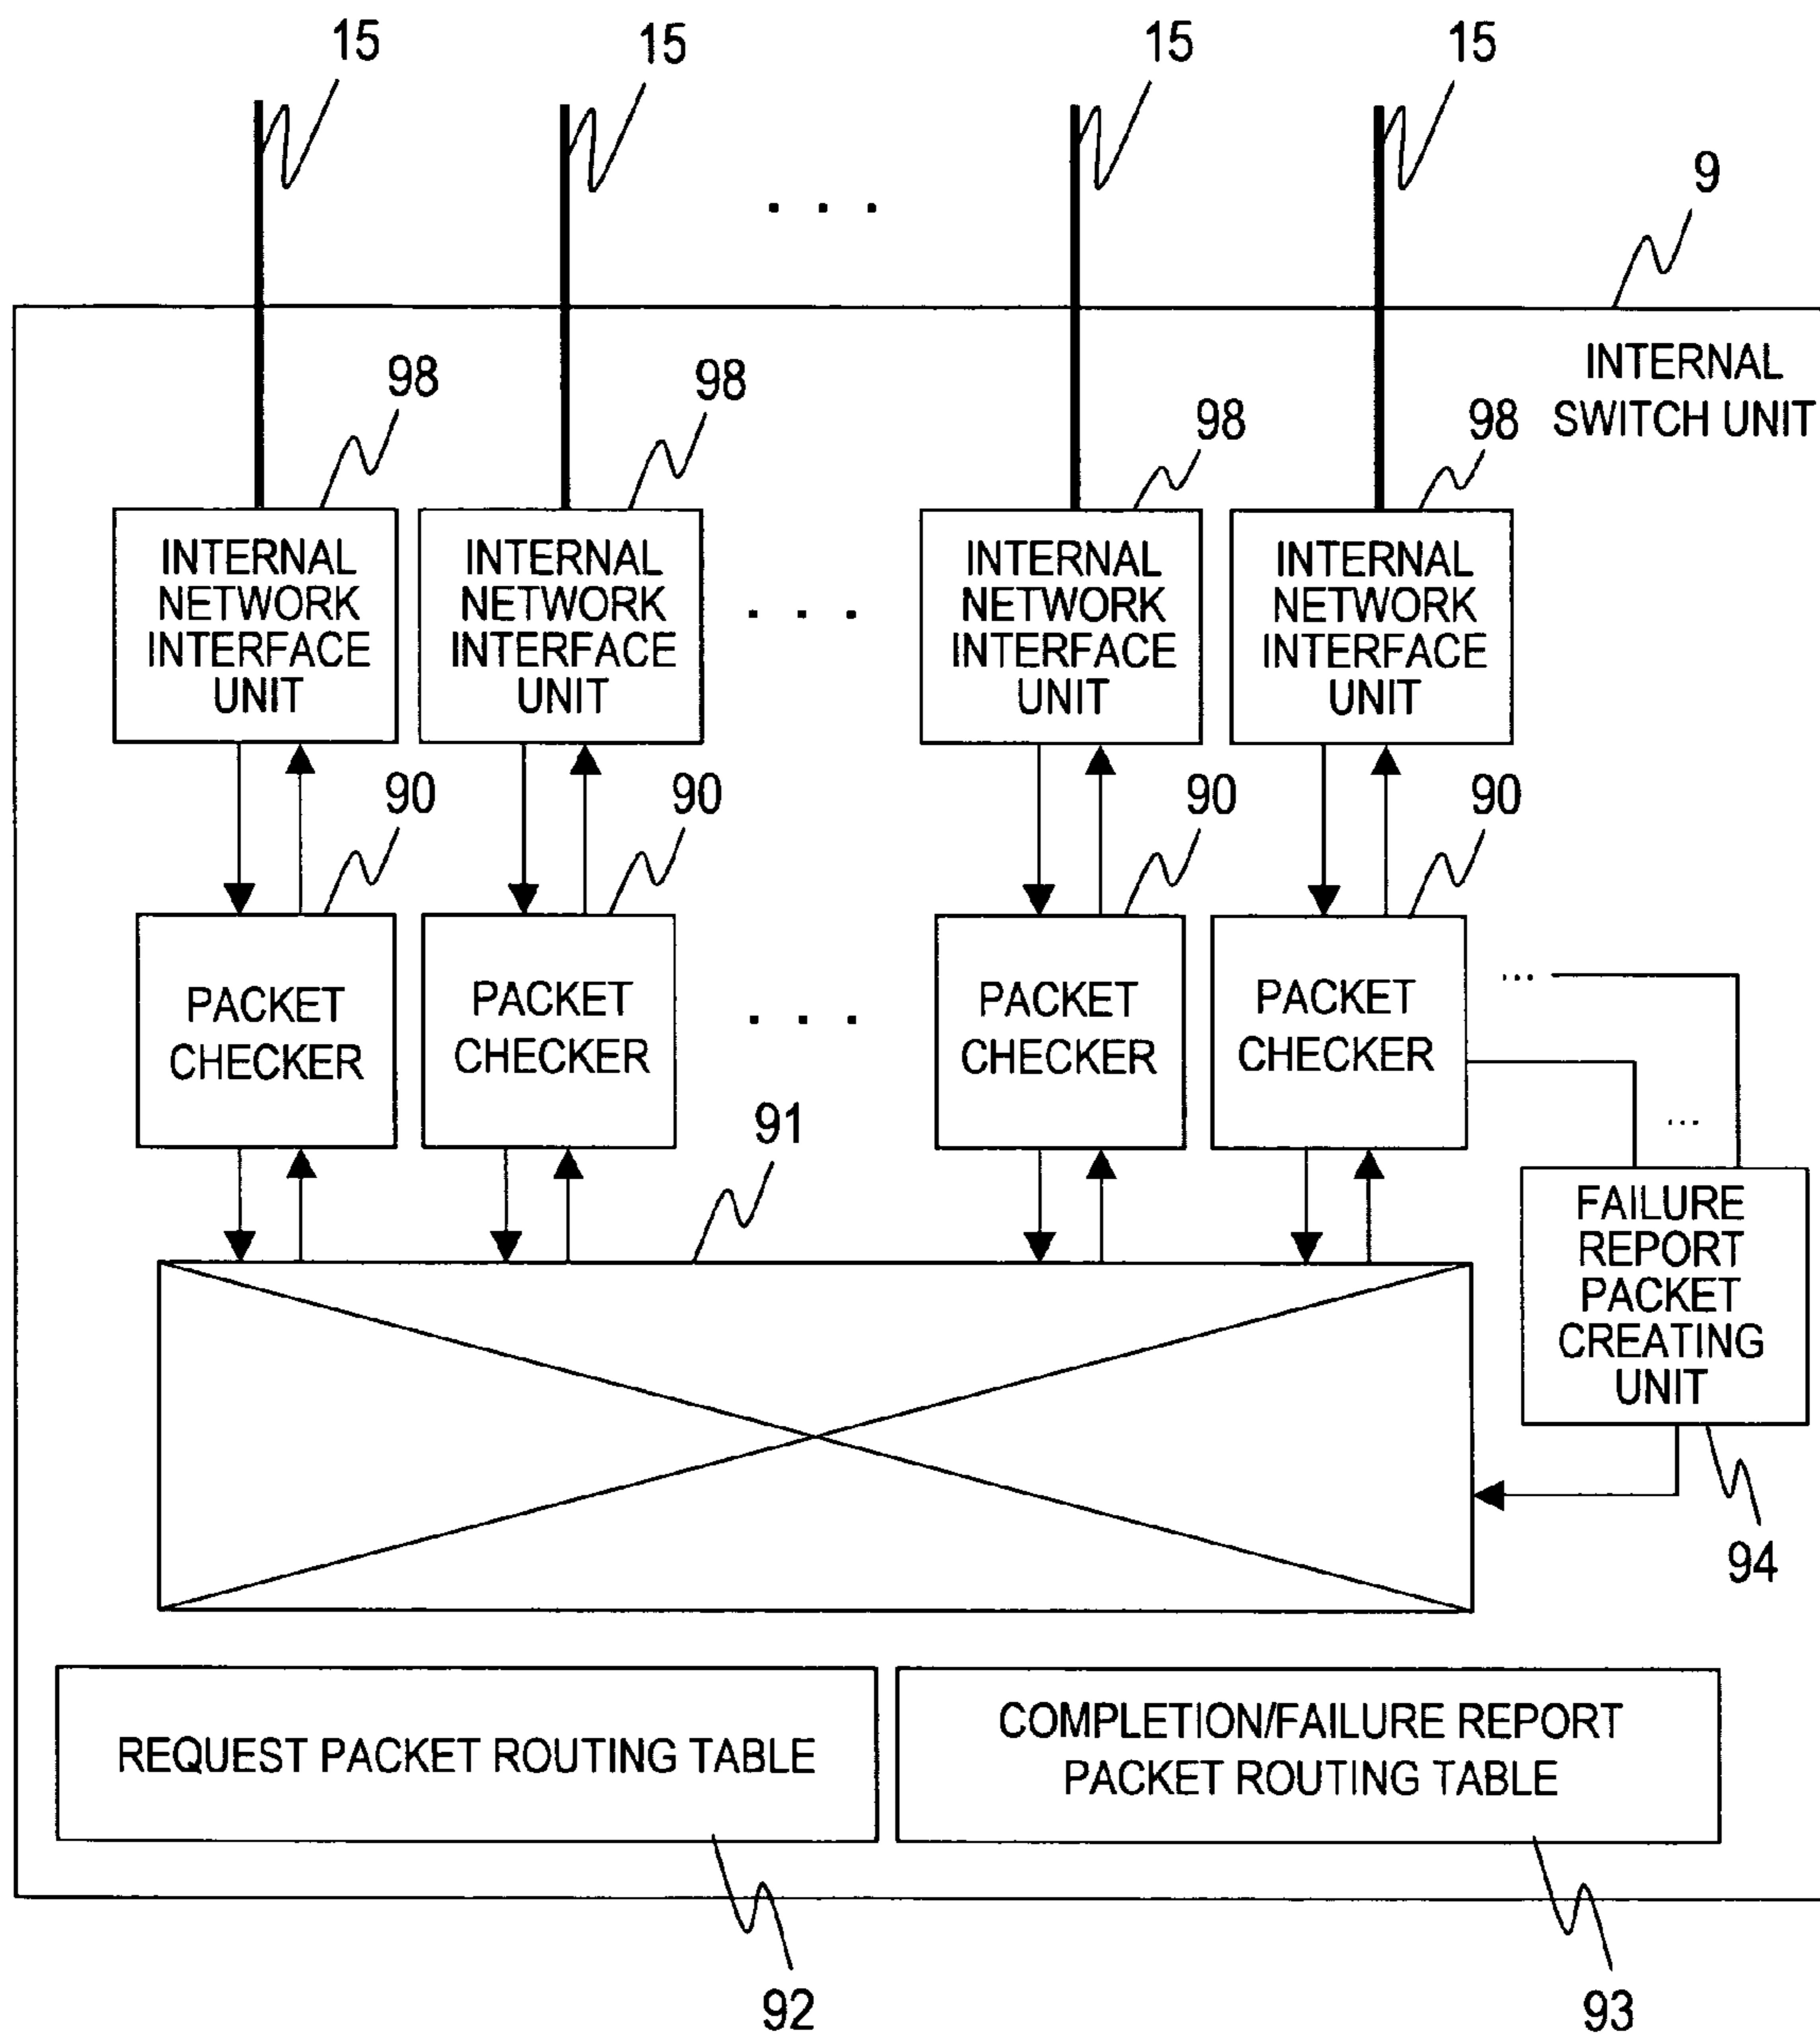 15 15 15 15
. . .
9
INTERNAL
SWITCH UNIT
98 98 98 98
INTERNAL
NETWORK
INTERFACE
UNIT
INTERNAL
NETWORK
INTERFACE
UNIT
. . .
INTERNAL
NETWORK
INTERFACE
UNIT
INTERNAL
NETWORK
INTERFACE
UNIT
90 90 90 90
PACKET
CHECKER
PACKET
CHECKER
. . .
PACKET
CHECKER
PACKET
CHECKER
...
...
91
FAILURE
REPORT
PACKET
CREATING
UNIT
94
REQUEST PACKET ROUTING TABLE
COMPLETION/FAILURE REPORT
PACKET ROUTING TABLE
92 93